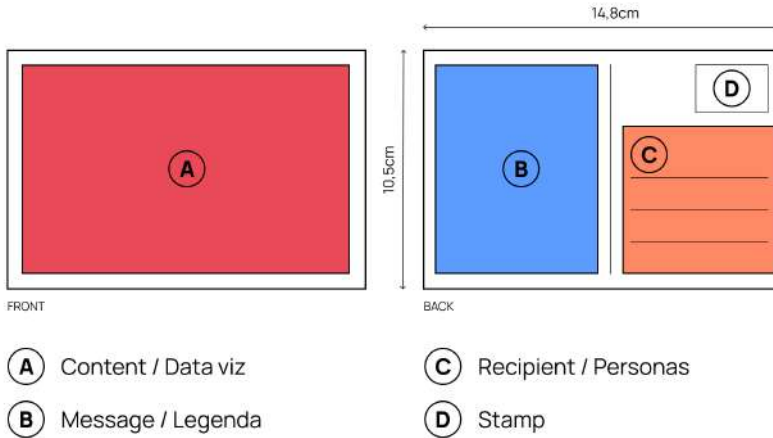 14,8cm
A
10,5cm
B
D
C
FRONT
BACK
A Content / Data viz
B Message / Legenda
C Recipient / Personas
D Stamp